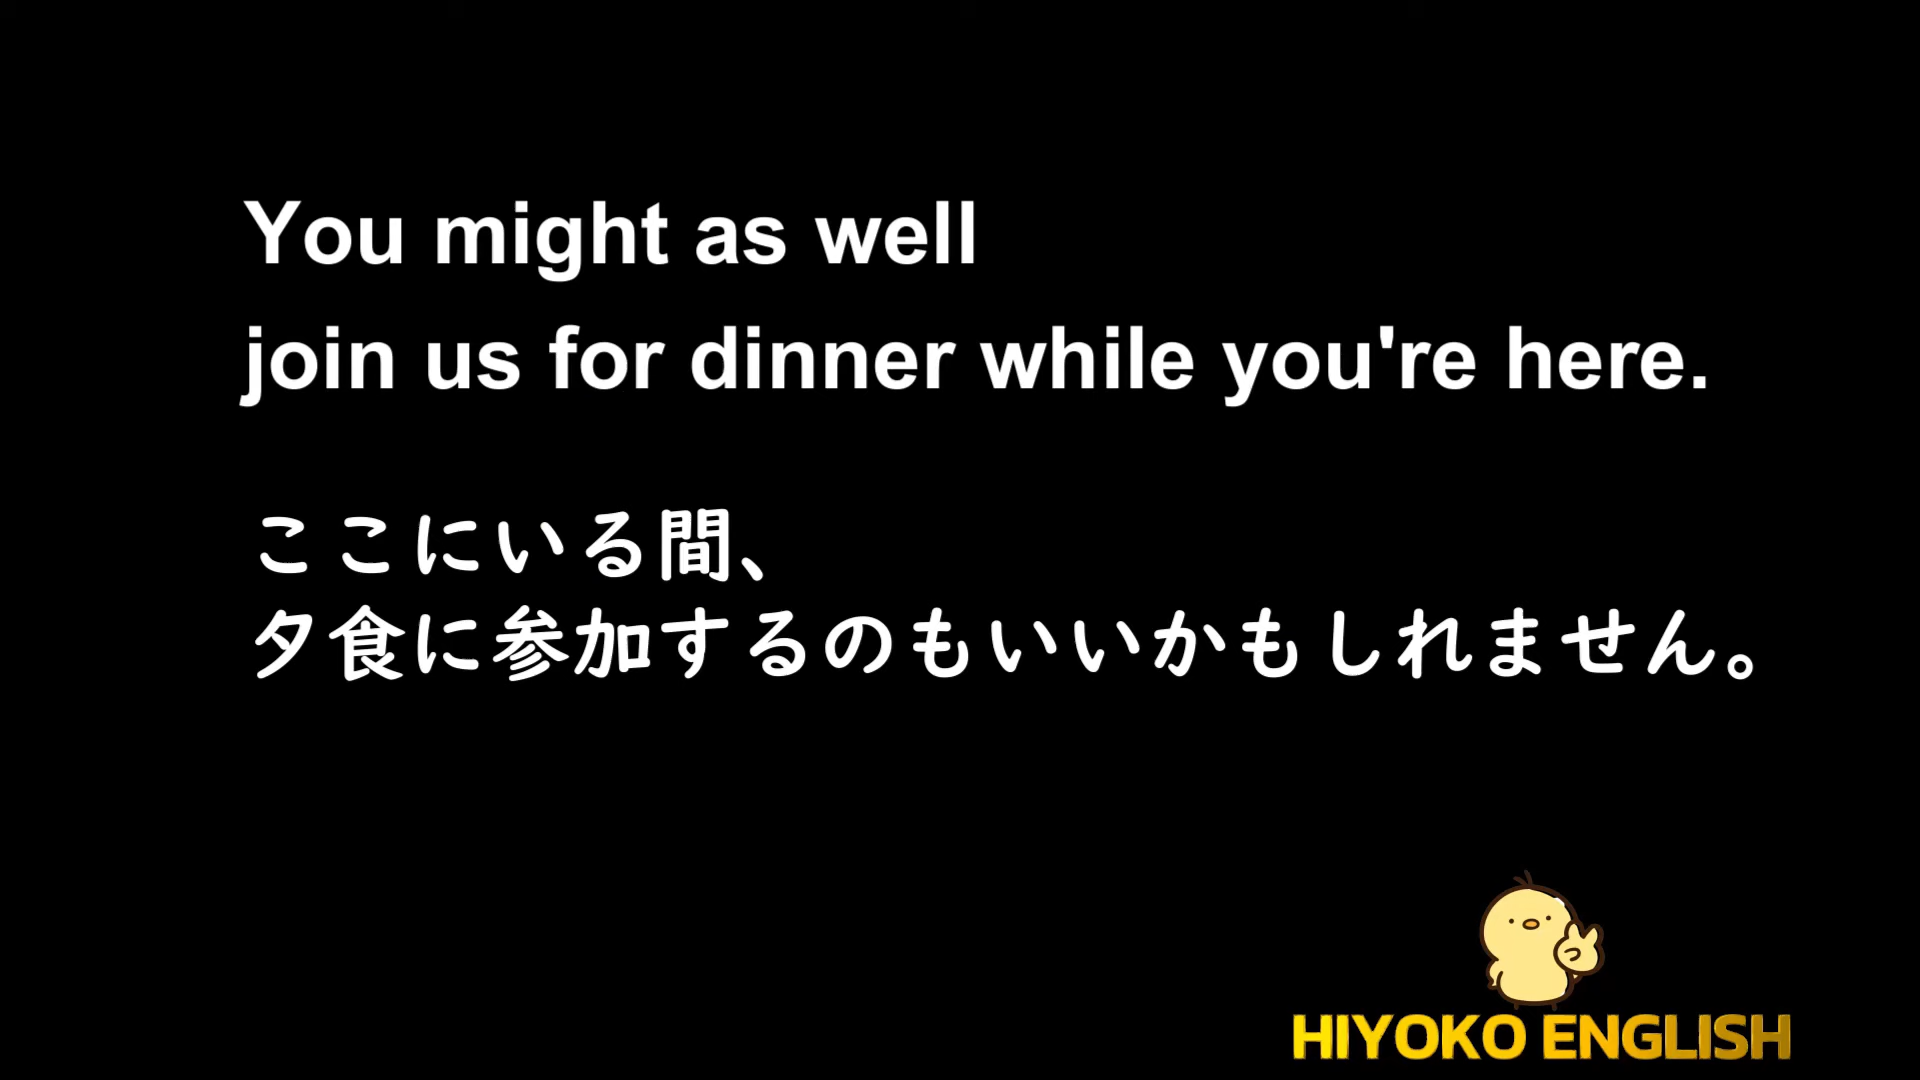 You might as well
join us for dinner while you're here.
ここにいる間、
夕食に参加するのもいいかもしれません。
HIYOKO ENGLISH